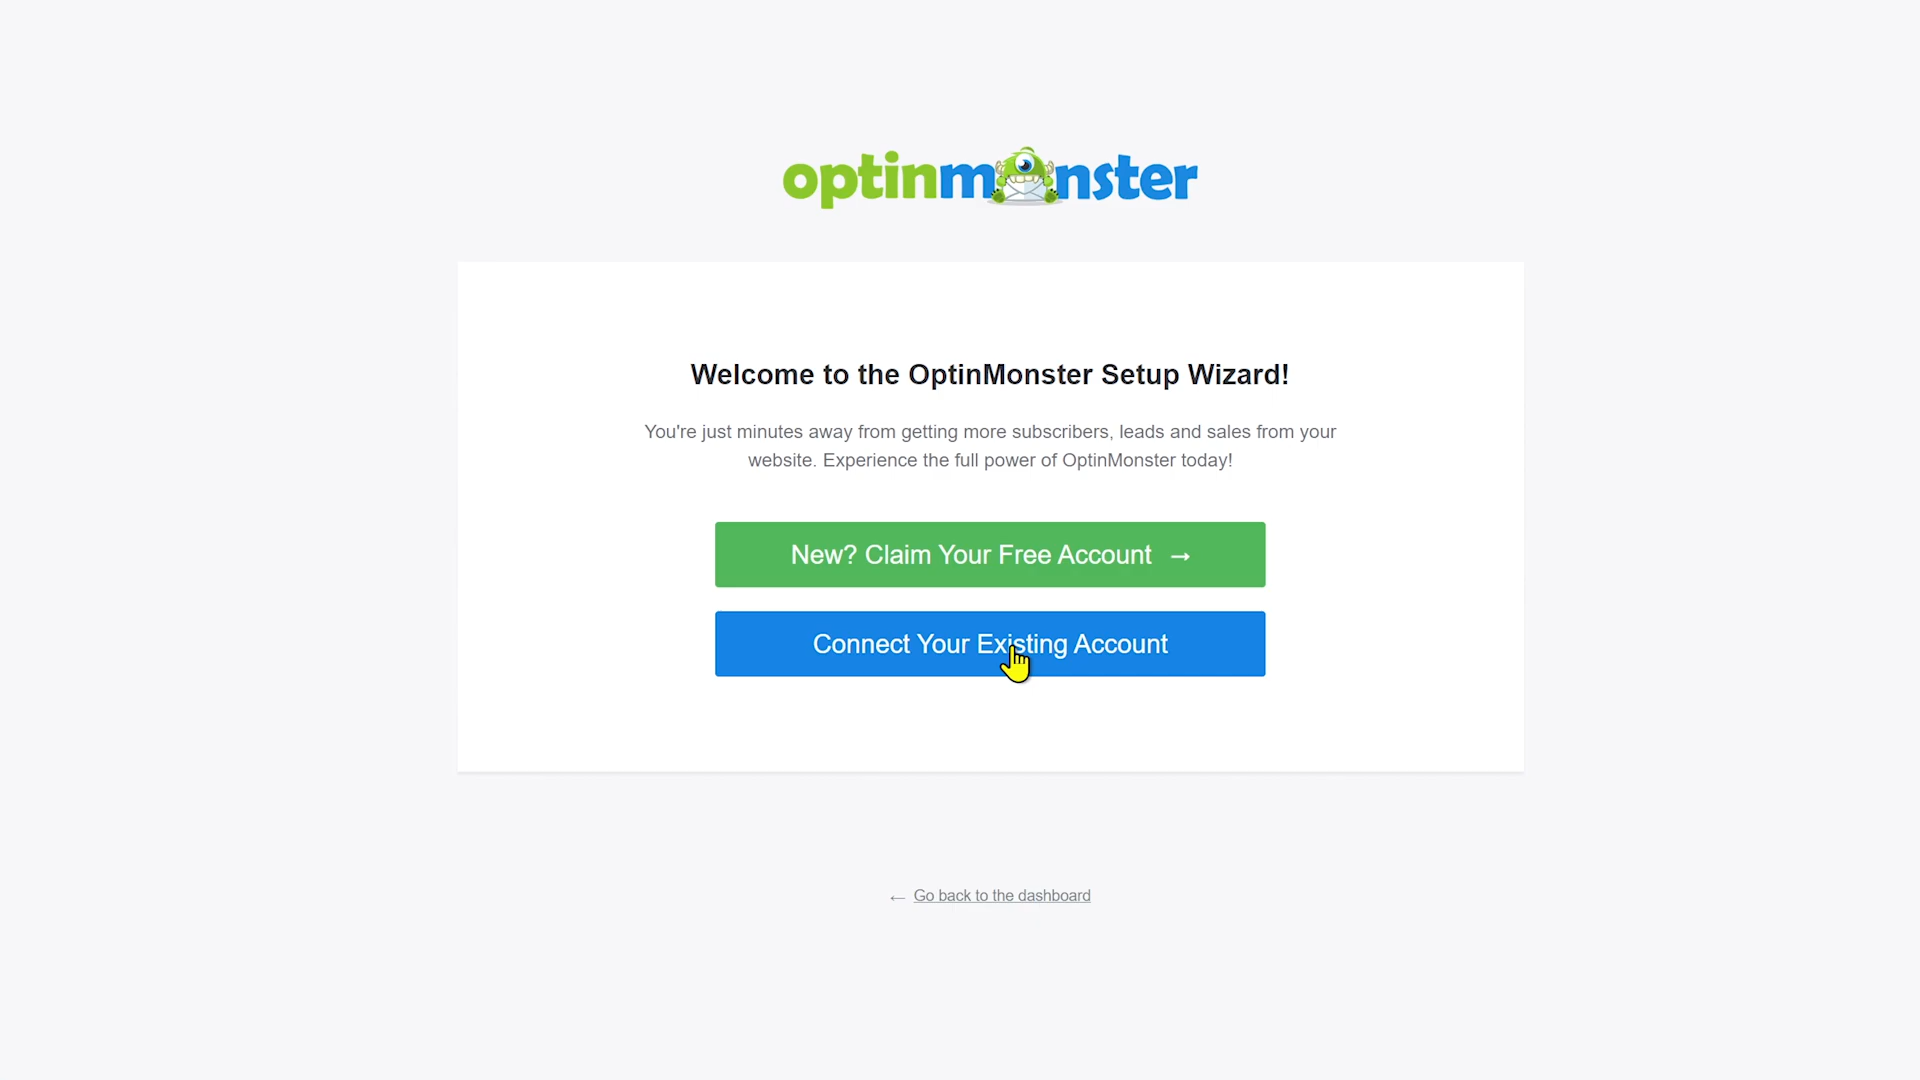 optinmonster
Welcome to the OptinMonster Setup Wizard!
You're just minutes away from getting more subscribers, leads and sales from your
website. Experience the full power of OptinMonster today!
New? Claim Your Free Account →
Connect Your Existing Account
← Go back to the dashboard